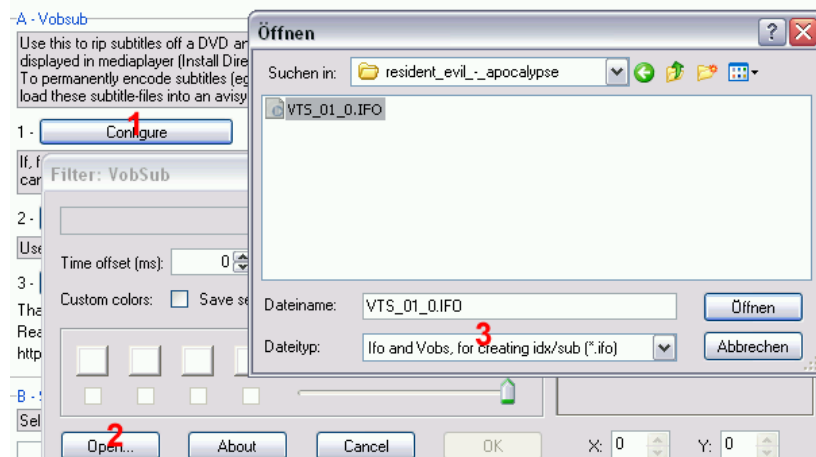 A - Vobsub
Use this to rip subtitles off a DVD an
displayed in mediaplayer (Install Dire
To permanently encode subtitles (eg
load these subtitle-files into an avisy
1 - Configure
1
If, f
car
2 -
Use
3 -
Tha
Rea
http
B - S
Sel
Filter: VobSub
Time offset (ms): 0
Custom colors: Save se
Open...
2
About
Cancel
OK
X: 0
Y: 0
Öffnen
Suchen in: resident_evil_-_apocalypse
VTS_01_0.IFO
Dateiname: VTS_01_0.IFO
Öffnen
3
Dateityp: Ifo and Vobs, for creating idx/sub (*.ifo)
Abbrechen